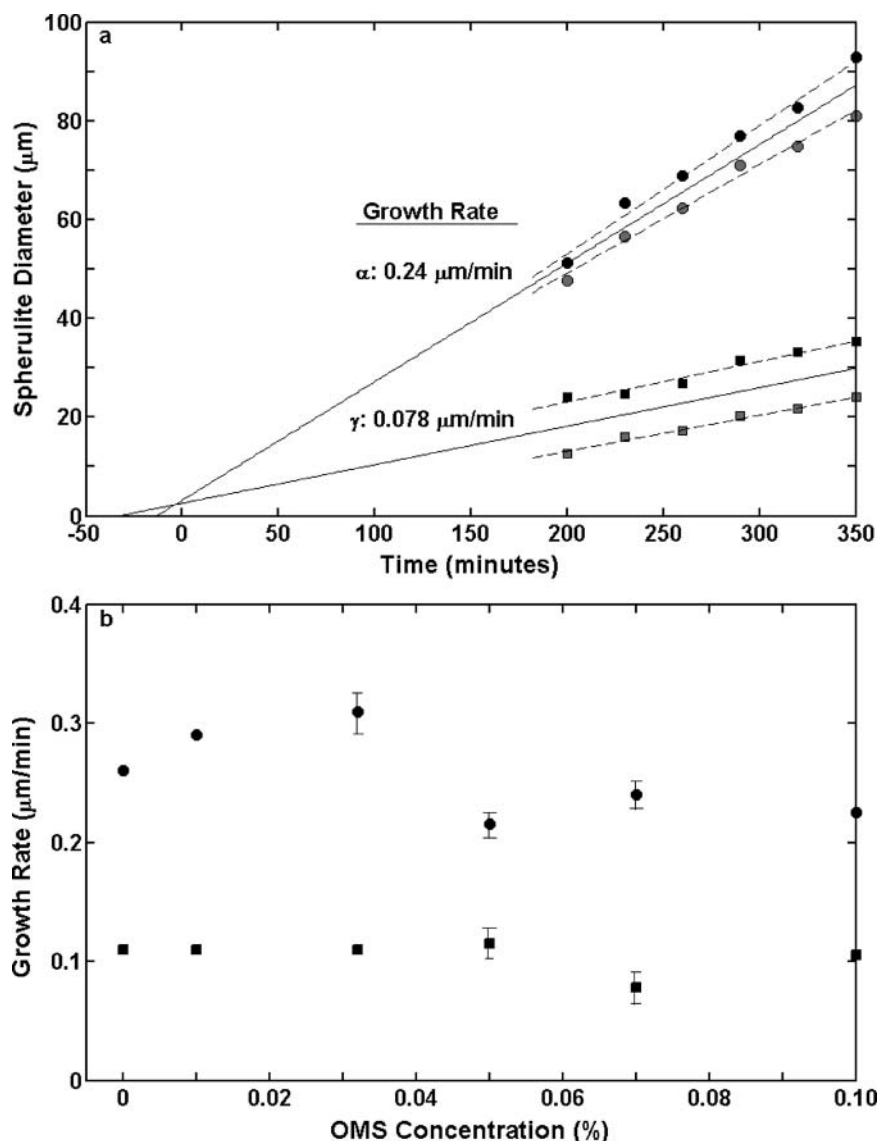 a
100
80
60
40
20
0
Spherulite Diameter (μm)
Growth Rate
α: 0.24 μm/min
γ: 0.078 μm/min
-50 0 50 100 150 200 250 300 350
Time (minutes)
b
0.4
0.3
0.2
0.1
0
Growth Rate (μm/min)
0 0.02 0.04 0.06 0.08 0.10
OMS Concentration (%)